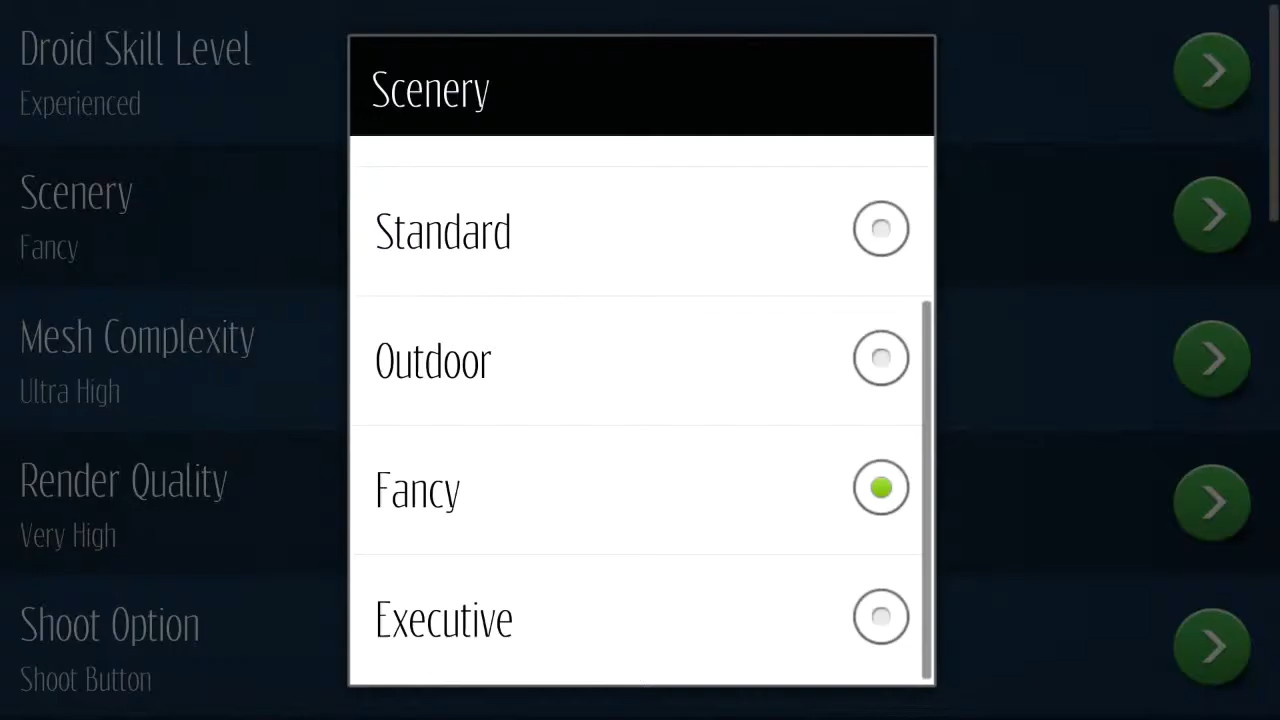 Droid Skill Level
Experienced
Scenery
Fancy
Mesh Complexity
Ultra High
Render Quality
Very High
Shoot Option
Shoot Button
Scenery
Standard
Outdoor
Fancy
Executive